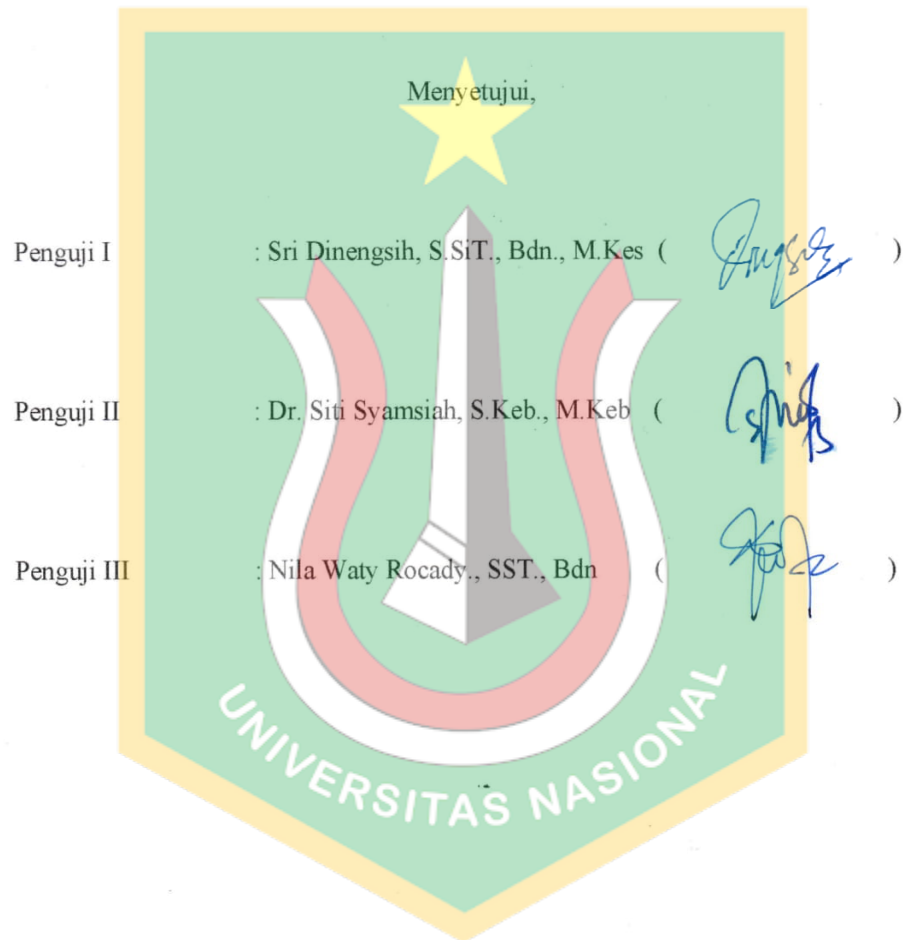 Menyetujui,
Penguji I : Sri Dinengsih, S.SiT., Bdn., M.Kes ( )
Penguji II : Dr. Siti Syamsiah, S.Keb., M.Keb ( )
Penguji III : Nila Waty Rocady., SST., Bdn ( )
UNIVERSITAS NASIONAL